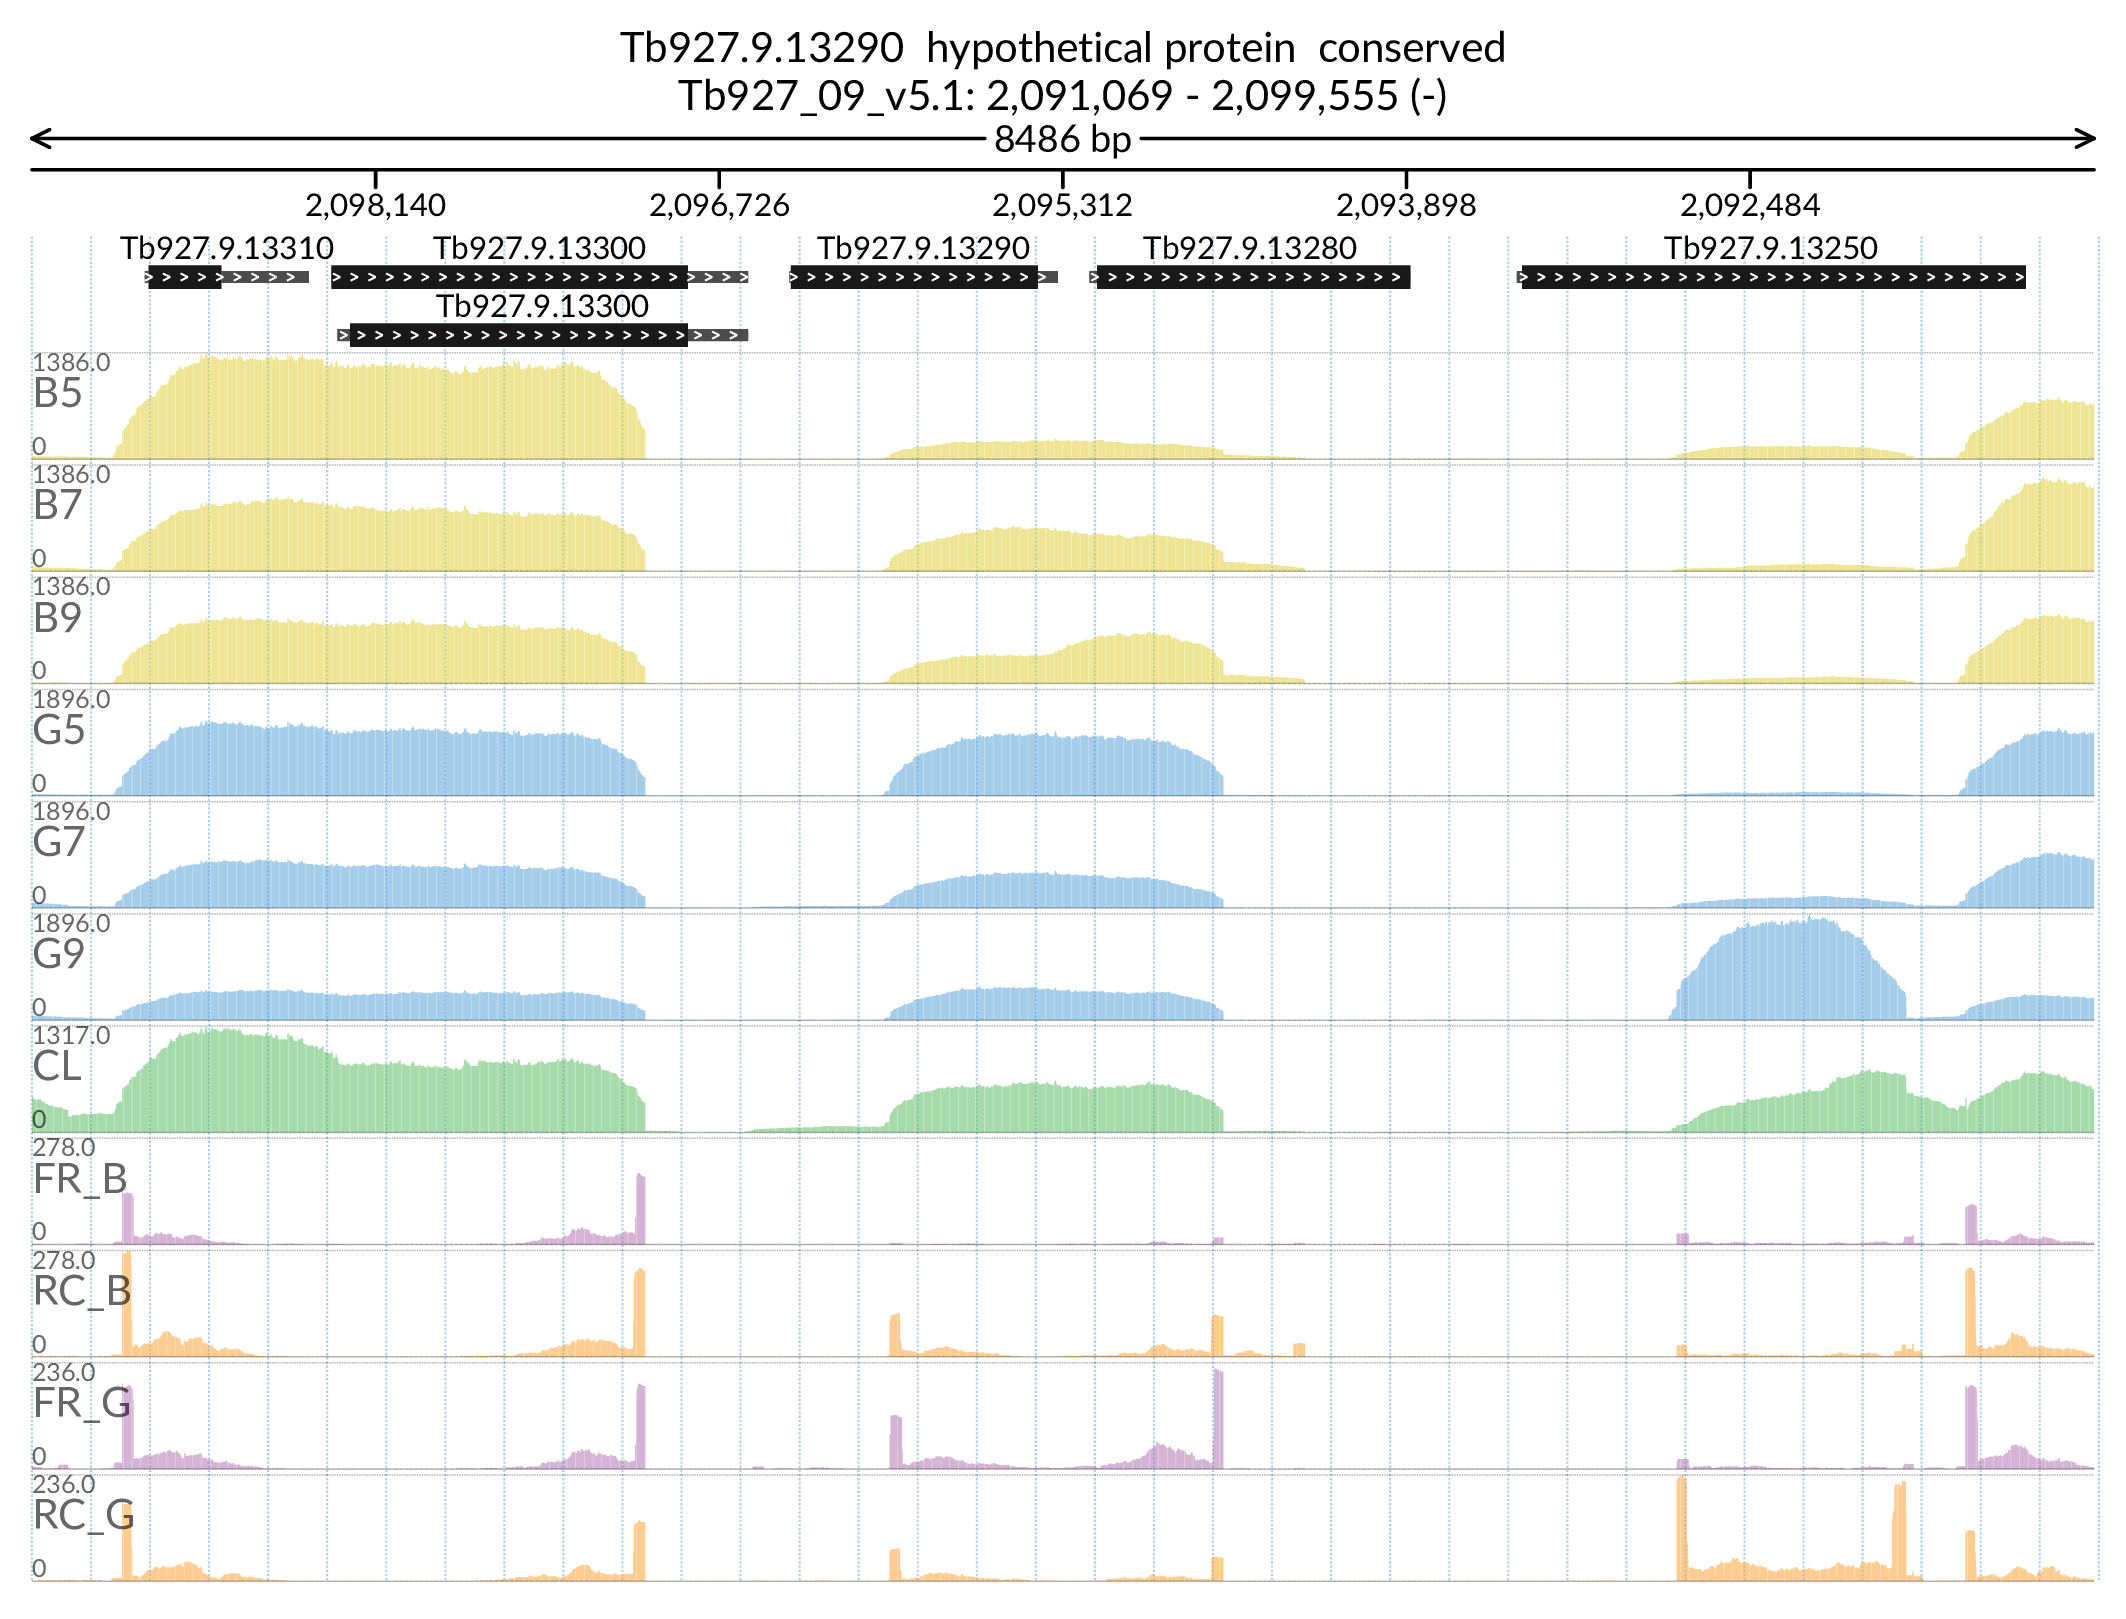 Tb927.9.13290 hypothetical protein conserved
Tb927_09_v5.1: 2,091,069 - 2,099,555 (-)
8486 bp
2,098,140 2,096,726 2,095,312 2,093,898 2,092,484
Tb927.9.13310 Tb927.9.13300 Tb927.9.13290 Tb927.9.13280 Tb927.9.13250
Tb927.9.13300
1386.0
B5
0
1386.0
B7
0
1386.0
B9
0
1896.0
G5
0
1896.0
G7
0
1896.0
G9
0
1317.0
CL
0
278.0
FR_B
0
278.0
RC_B
0
236.0
FR_G
0
236.0
RC_G
0